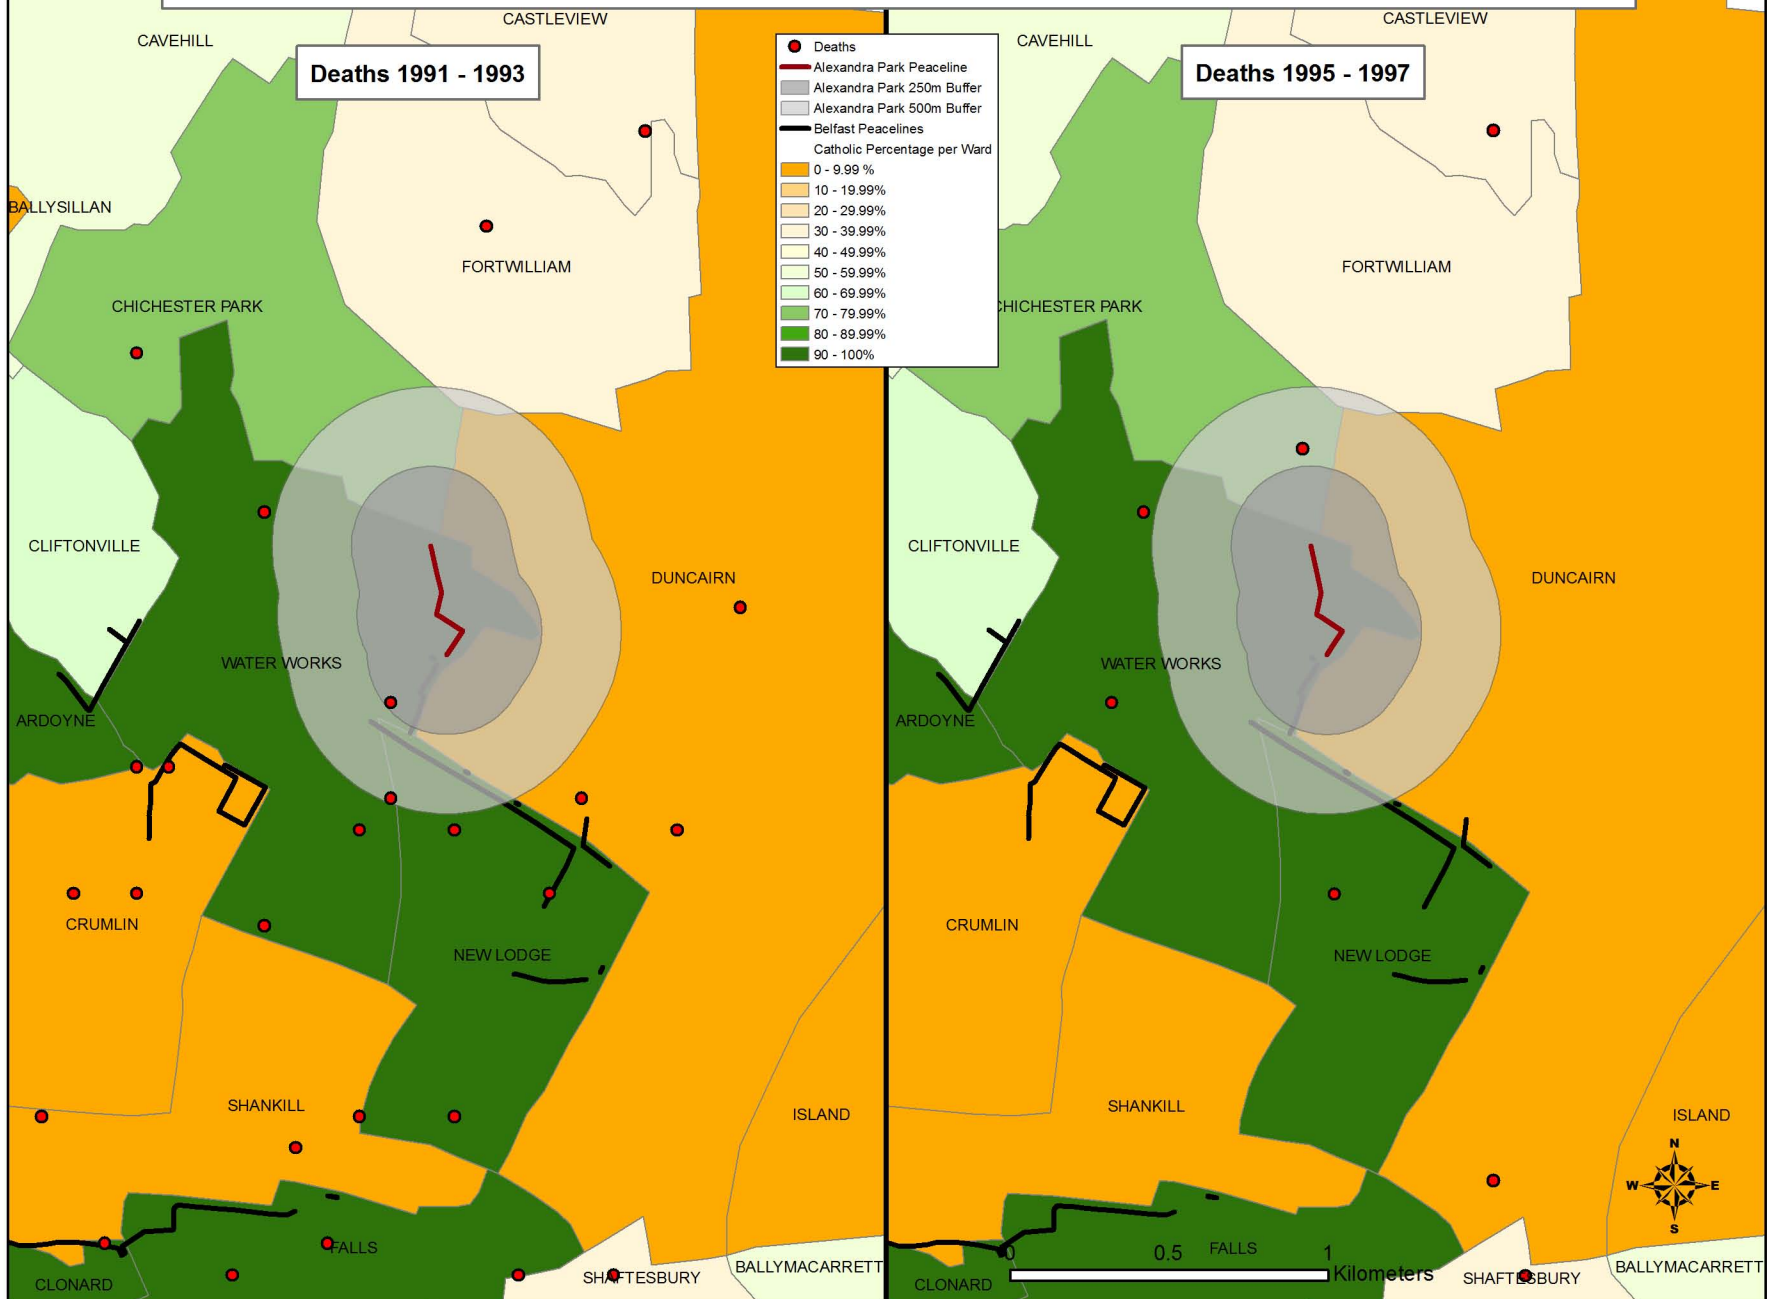 CASTLEVIEW
CAVEHILL
Deaths 1991 - 1993
BALLYSILLAN
FORTWILLIAM
CHICHESTER PARK
CLIFTONVILLE
DUNCAIRN
WATER WORKS
ARDOYNE
CRUMLIN
NEW LODGE
SHANKILL
ISLAND
FALLS
CLONARD
SHAFTESBURY
BALLYMACARRETT
Deaths
Alexandra Park Peaceline
Alexandra Park 250m Buffer
Alexandra Park 500m Buffer
Belfast Peacelines
Catholic Percentage per Ward
0 - 9.99 %
10 - 19.99%
20 - 29.99%
30 - 39.99%
40 - 49.99%
50 - 59.99%
60 - 69.99%
70 - 79.99%
80 - 89.99%
90 - 100%
CASTLEVIEW
CAVEHILL
Deaths 1995 - 1997
FORTWILLIAM
CHICHESTER PARK
CLIFTONVILLE
DUNCAIRN
WATER WORKS
ARDOYNE
CRUMLIN
NEW LODGE
SHANKILL
ISLAND
N
W E
S
0 0.5 1
Kilometers
FALLS
CLONARD
SHAFTESBURY
BALLYMACARRETT